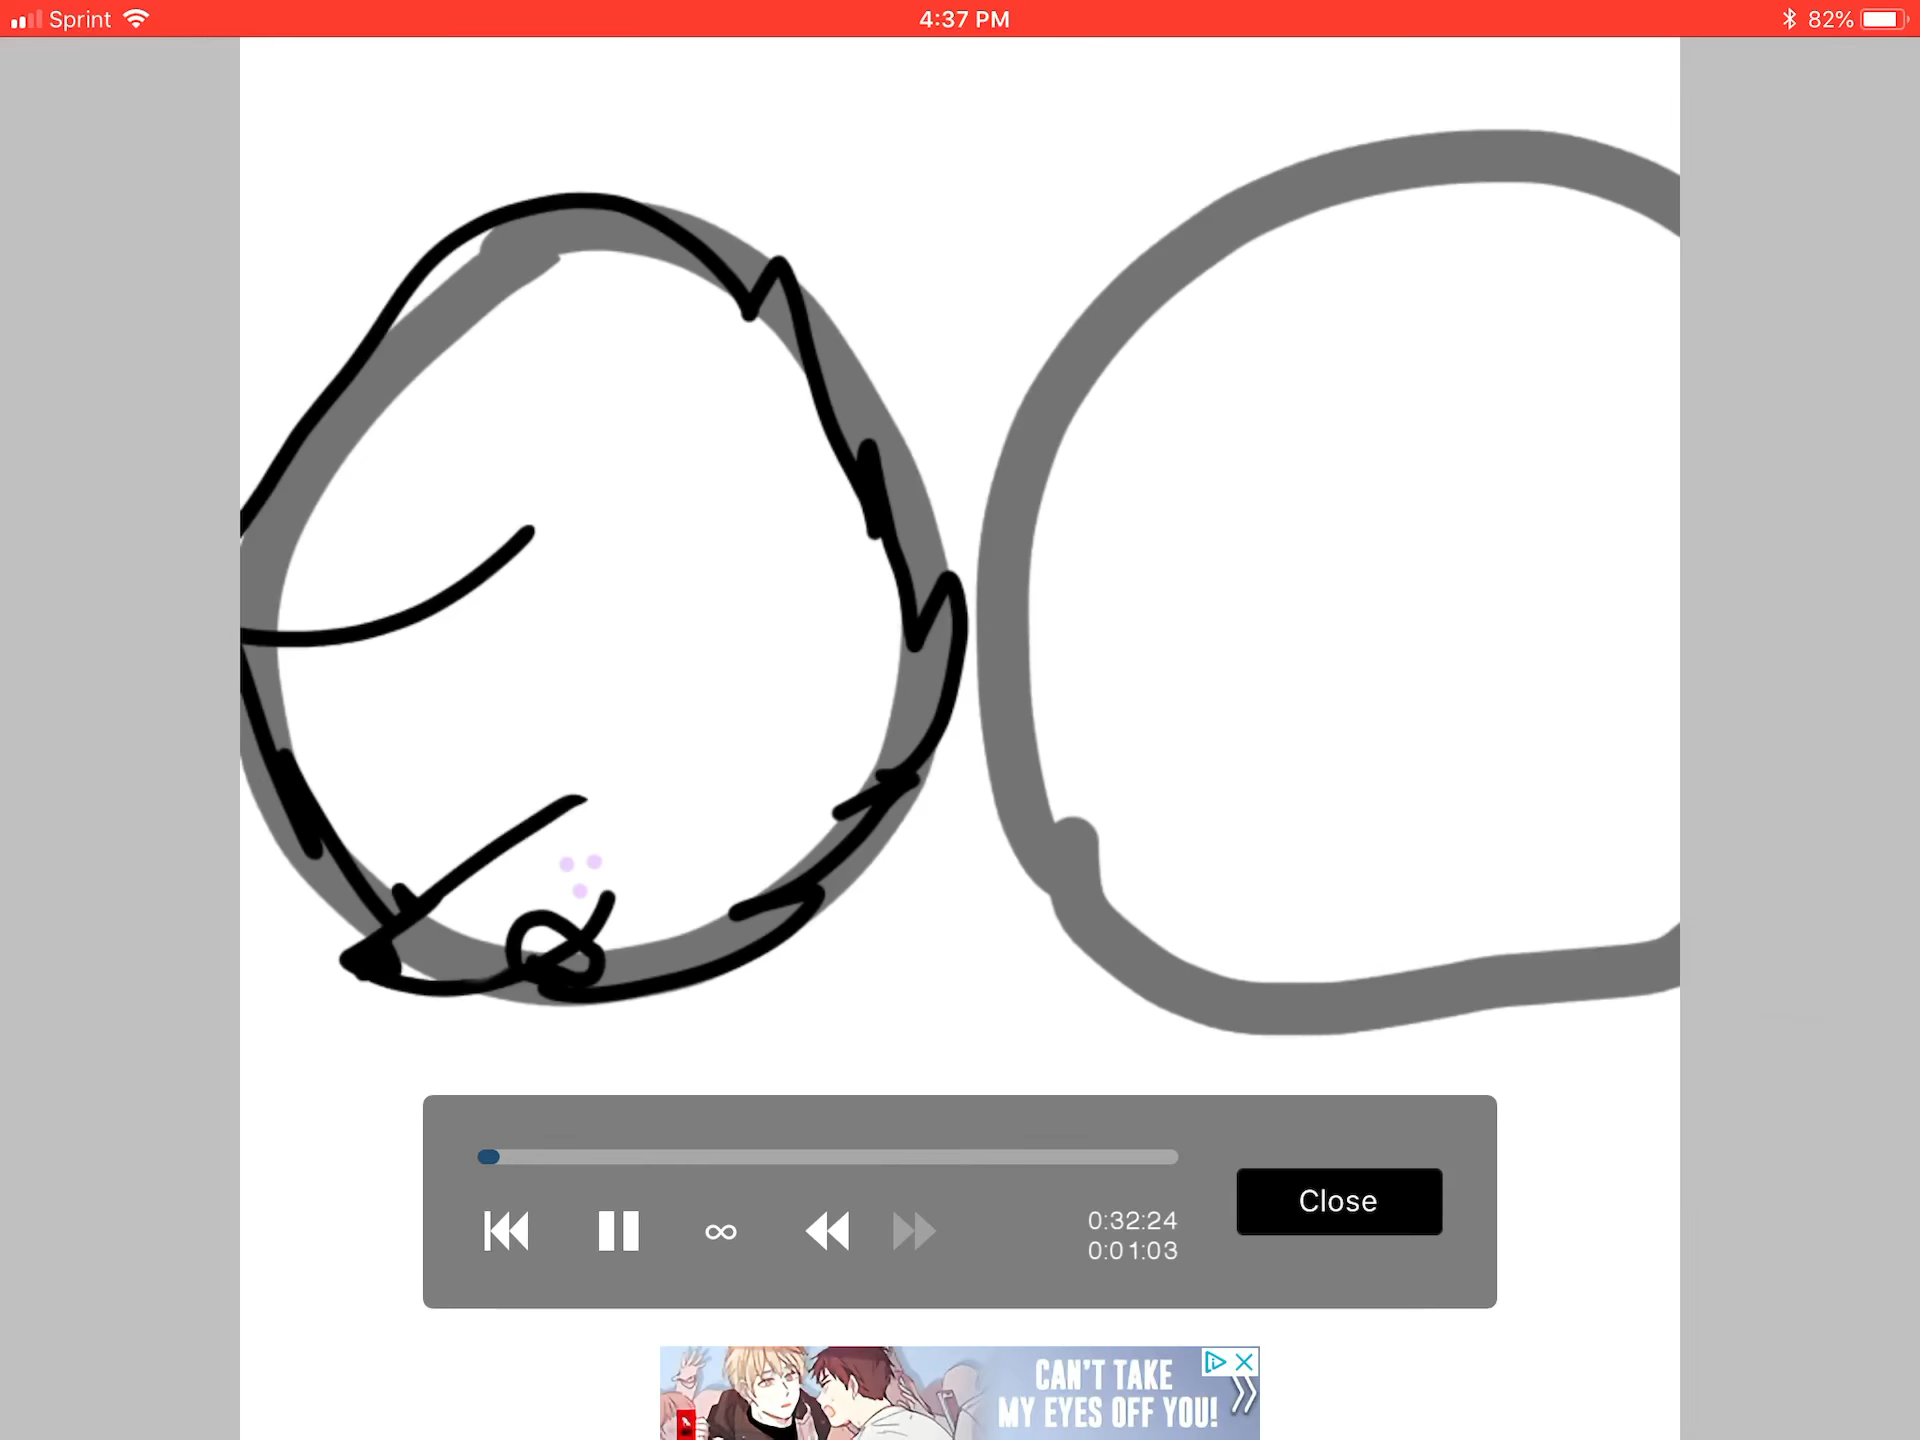 Sprint 4:37 PM 82%
0:32:24
0:01:03
Close
CAN'T TAKE
MY EYES OFF YOU!